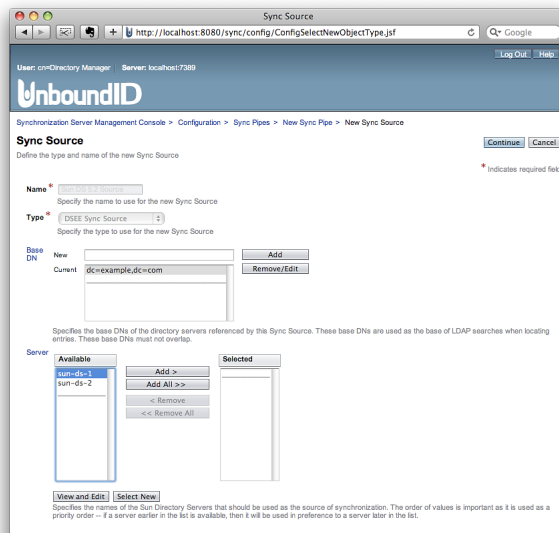 Sync Source
http://localhost:8080/sync/config/ConfigSelectNewObjectType.jsf
Google
Log Out Help
User: cn=Directory Manager Server: localhost:7389
UnboundID
Synchronization Server Management Console > Configuration > Sync Pipes > New Sync Pipe > New Sync Source
Sync Source
Continue Cancel
Define the type and name of the new Sync Source
* Indicates required fiel
Name *
Specify the name to use for the new Sync Source
Type * DSEE Sync Source
Specify the type to use for the new Sync Source
Base DN
New Add
Current dc=example,dc=com Remove/Edit
Specifies the base DNs of the directory servers referenced by this Sync Source. These base DNs are used as the base of LDAP searches when locating
entries. These base DNs must not overlap.
Server
Available Selected
sun-ds-1 Add >
sun-ds-2 Add All >>
< Remove
<< Remove All
View and Edit Select New
Specifies the names of the Sun Directory Servers that should be used as the source of synchronization. The order of values is important as it is used as a
priority order -- if a server earlier in the list is available, then it will be used in preference to a server later in the list.